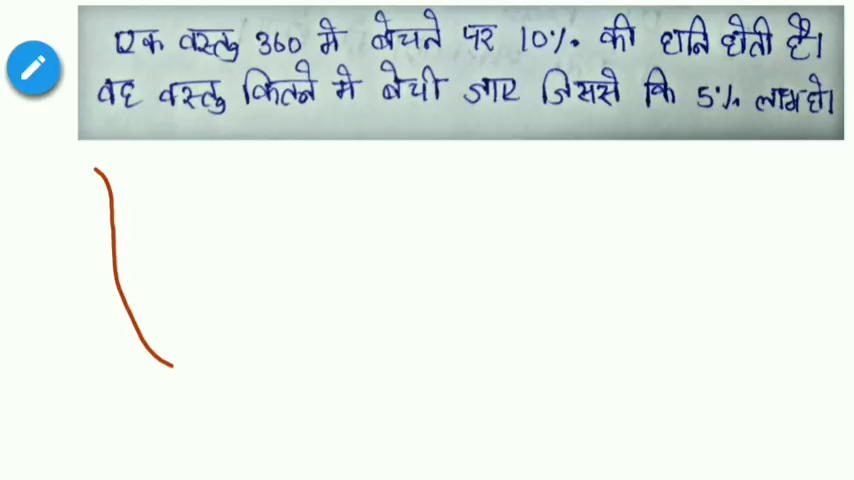 एक वस्तु 360 मे बेचने पर 10%. की हानि होती है।
वह वस्तु कितने मे बेची जाए जिससे कि 5% लाभ हो।